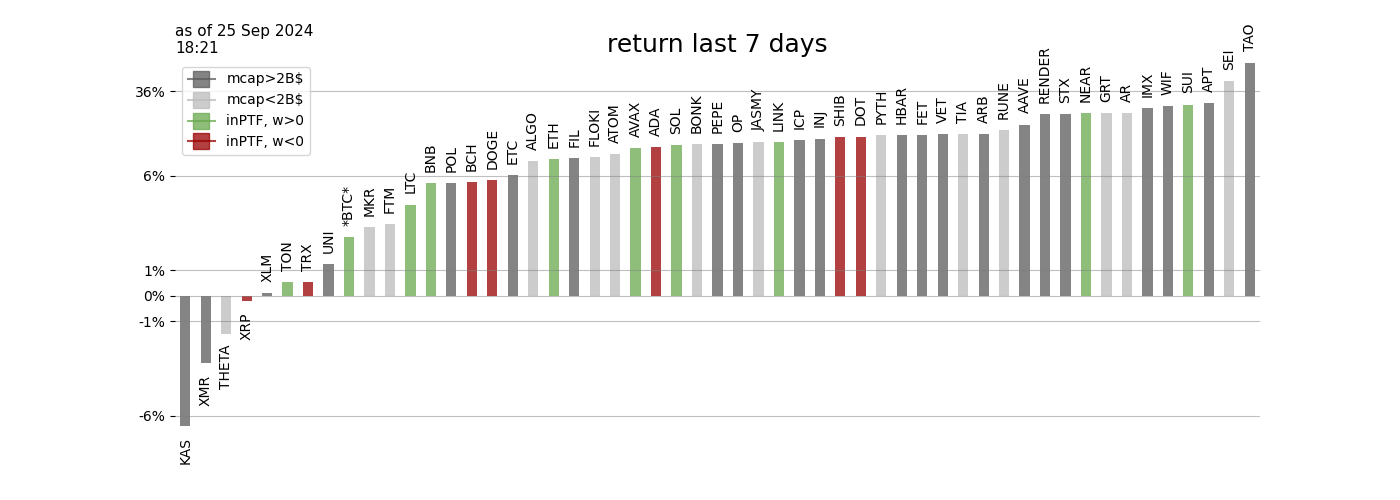 as of 25 Sep 2024
18:21
return last 7 days
mcap>2B$
mcap<2B$
inPTF, w>0
inPTF, w<0
36%
6%
1%
0%
-1%
-6%
KAS
XMR
THETA
XRP
XLM
TON
TRX
UNI
*BTC*
MKR
FTM
LTC
BNB
POL
BCH
DOGE
ETC
ALGO
ETH
FIL
FLOKI
ATOM
AVAX
ADA
SOL
BONK
PEPE
OP
JASMY
LINK
ICP
INJ
SHIB
DOT
PYTH
HBAR
FET
VET
TIA
ARB
RUNE
AAVE
RENDER
STX
NEAR
GRT
AR
IMX
WIF
SUI
APT
SEI
TAO